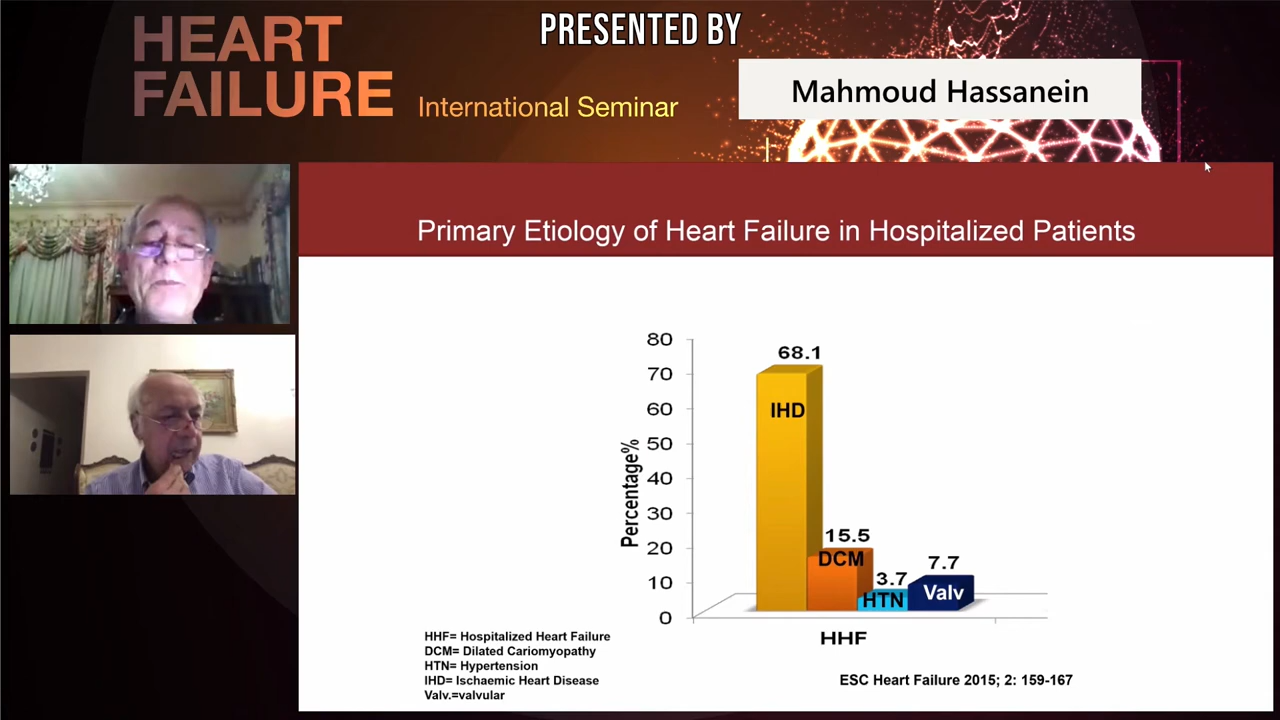 HEART
FAILURE
International Seminar
PRESENTED BY
Mahmoud Hassanein
Primary Etiology of Heart Failure in Hospitalized Patients
Percentage%
80
70
60
50
40
30
20
10
0
68.1
IHD
15.5
DCM
3.7
HTN
7.7
Valv
HHF
HHF= Hospitalized Heart Failure
DCM= Dilated Cariomyopathy
HTN= Hypertension
IHD= Ischaemic Heart Disease
Valv.=valvular
ESC Heart Failure 2015; 2: 159-167